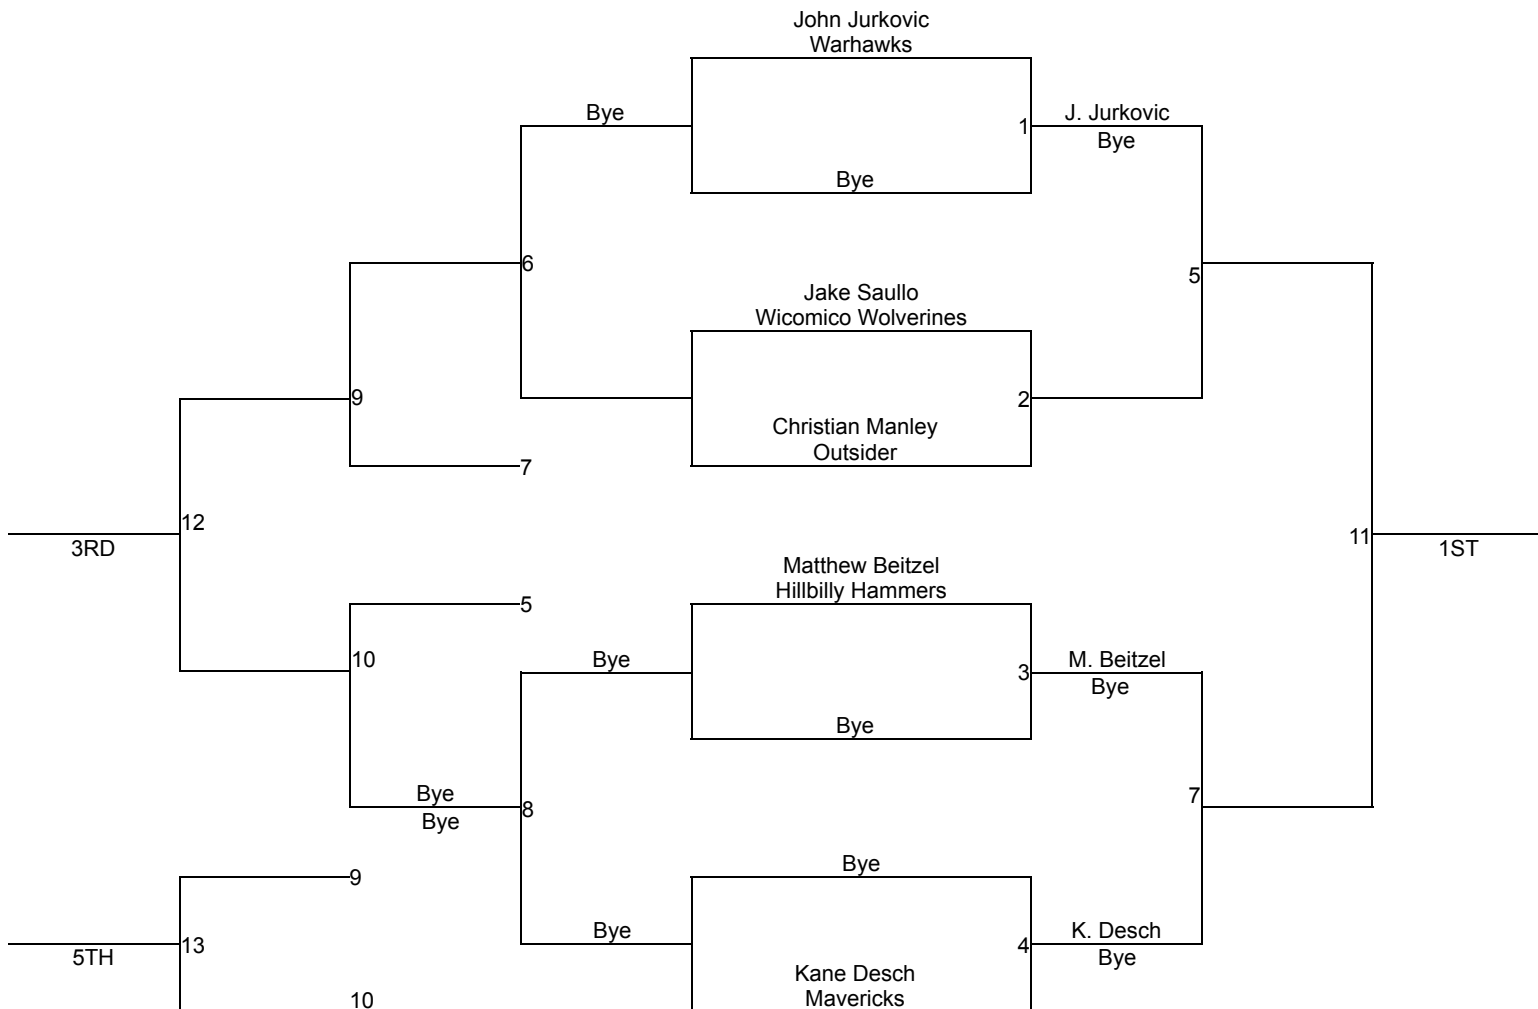 John Jurkovic
Warhawks
Bye
1
J. Jurkovic
Bye
Bye
6
5
Jake Saullo
Wicomico Wolverines
9
2
Christian Manley
Outsider
7
12
3RD
11
1ST
Matthew Beitzel
Hillbilly Hammers
5
10
Bye
3
M. Beitzel
Bye
Bye
Bye
8
7
Bye
Bye
9
Bye
K. Desch
13
4
5TH
Bye
Kane Desch
10
Mavericks